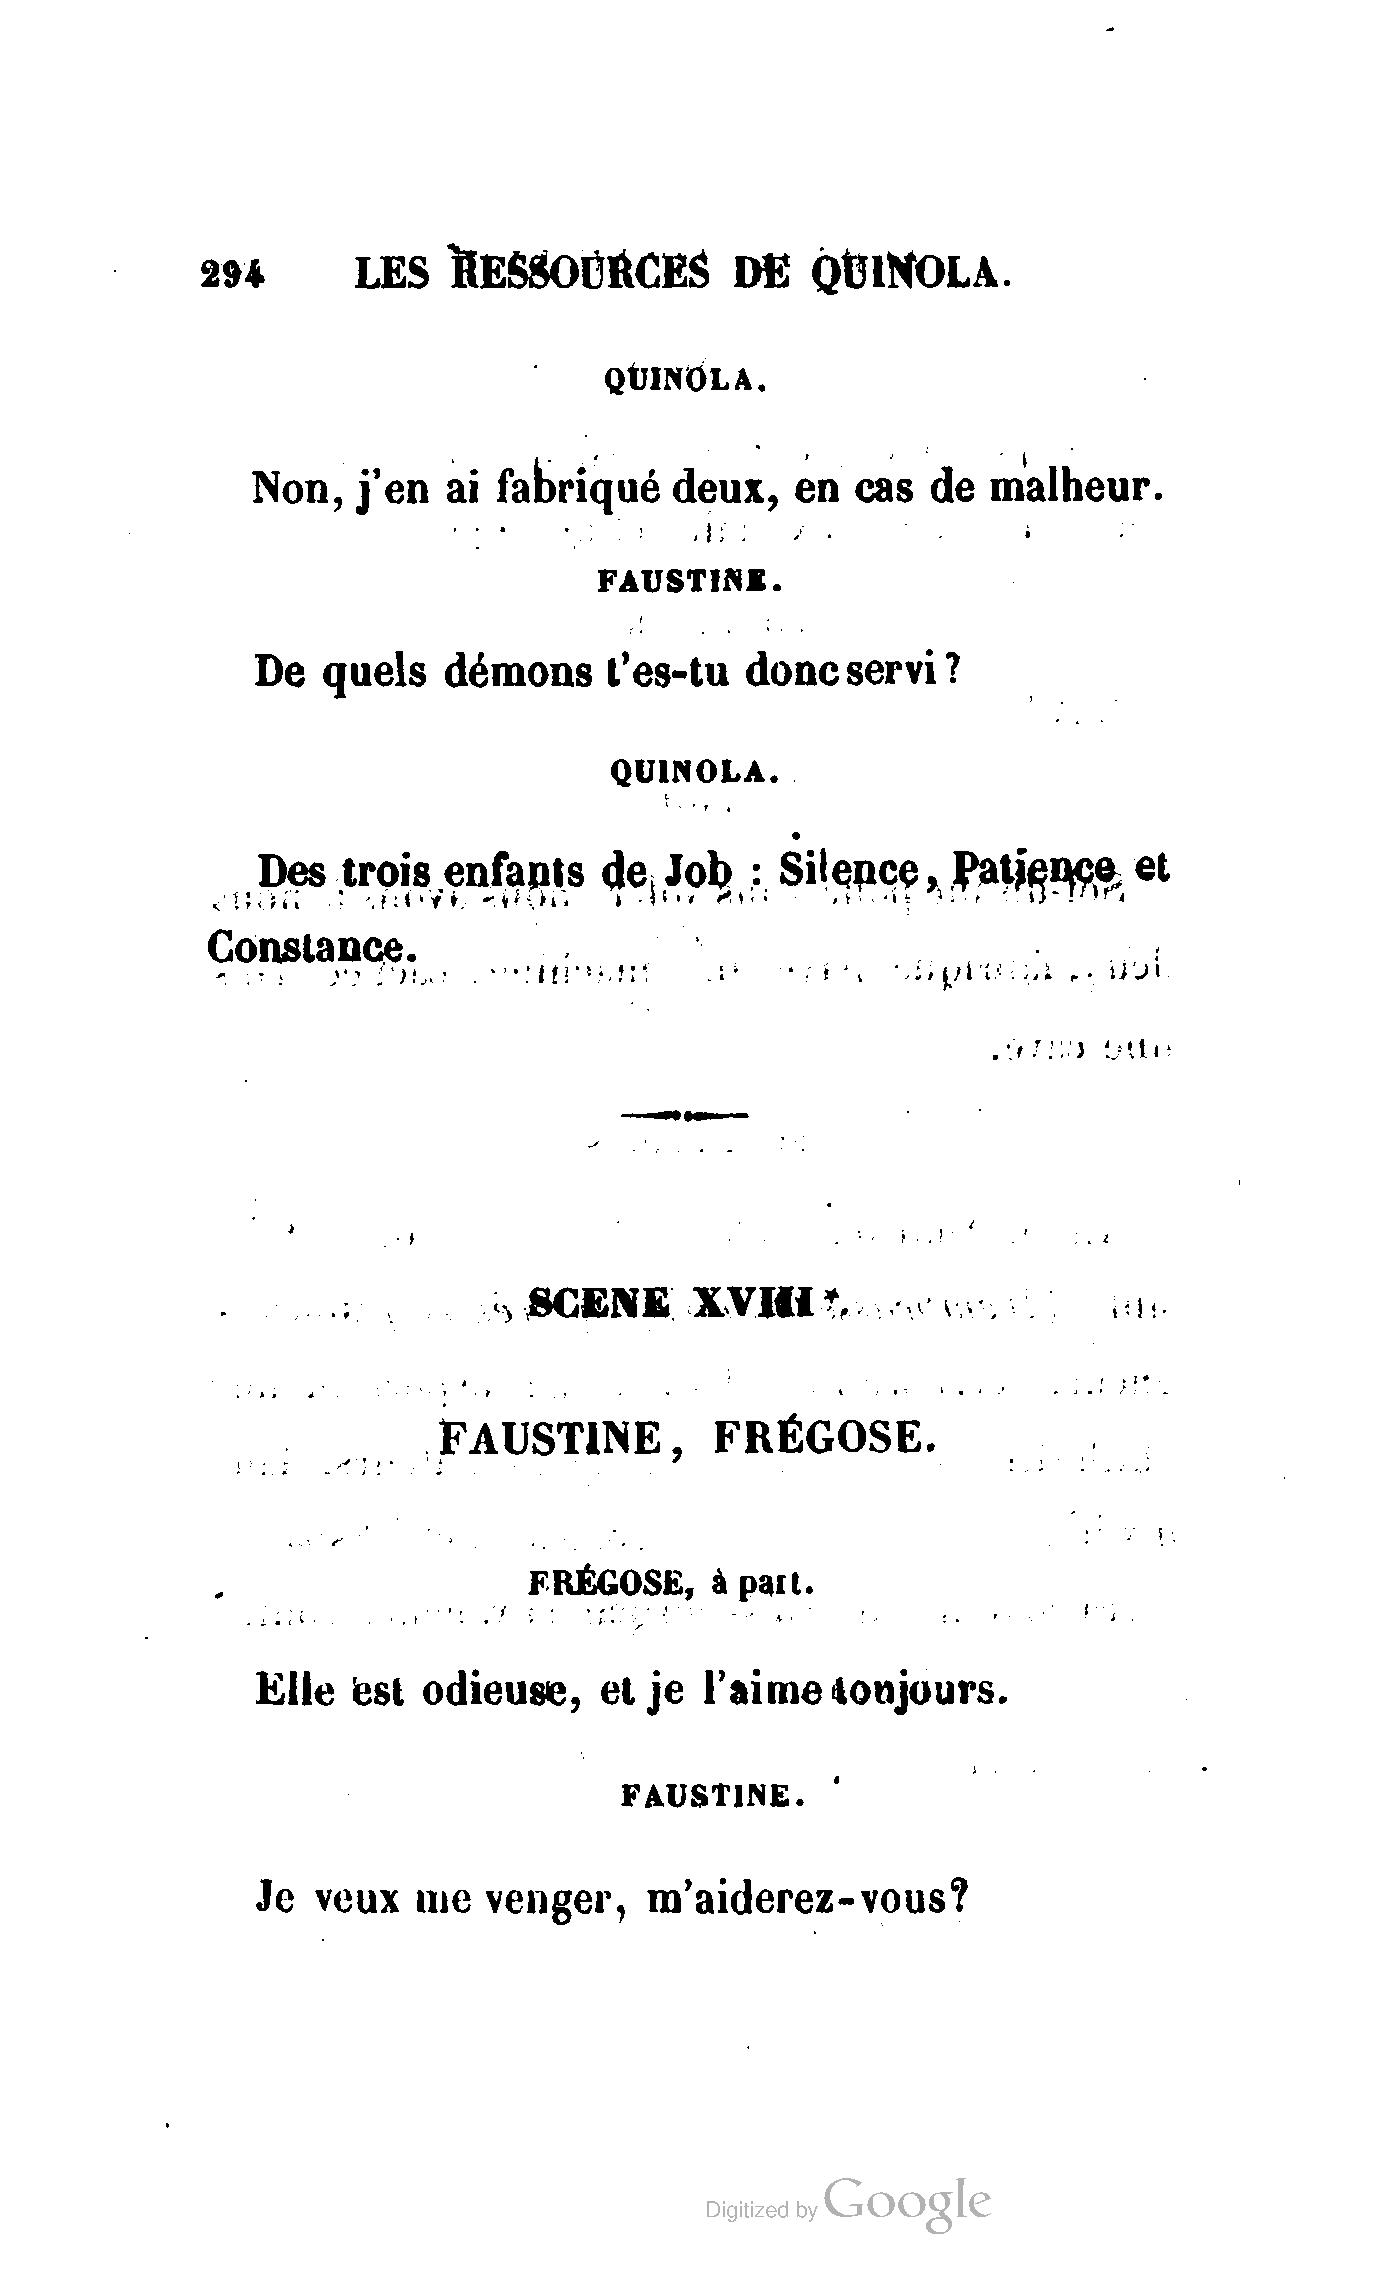 294 LES RESSOURCES DE QUINOLA.
QUINOLA.
Non, j'en ai fabriqué deux, en cas de malheur.
FAUSTINE.
De quels démons t'es-tu donc servi ?
QUINOLA.
Des trois enfants de Job : Silence, Patience et
Constance.
SCENE XVIII *.
FAUSTINE, FRÉGOSE.
FRÉGOSE, à part.
Elle est odieuse, et je l'aime toujours.
FAUSTINE.
Je veux me venger, m'aiderez-vous?
Digitized by Google